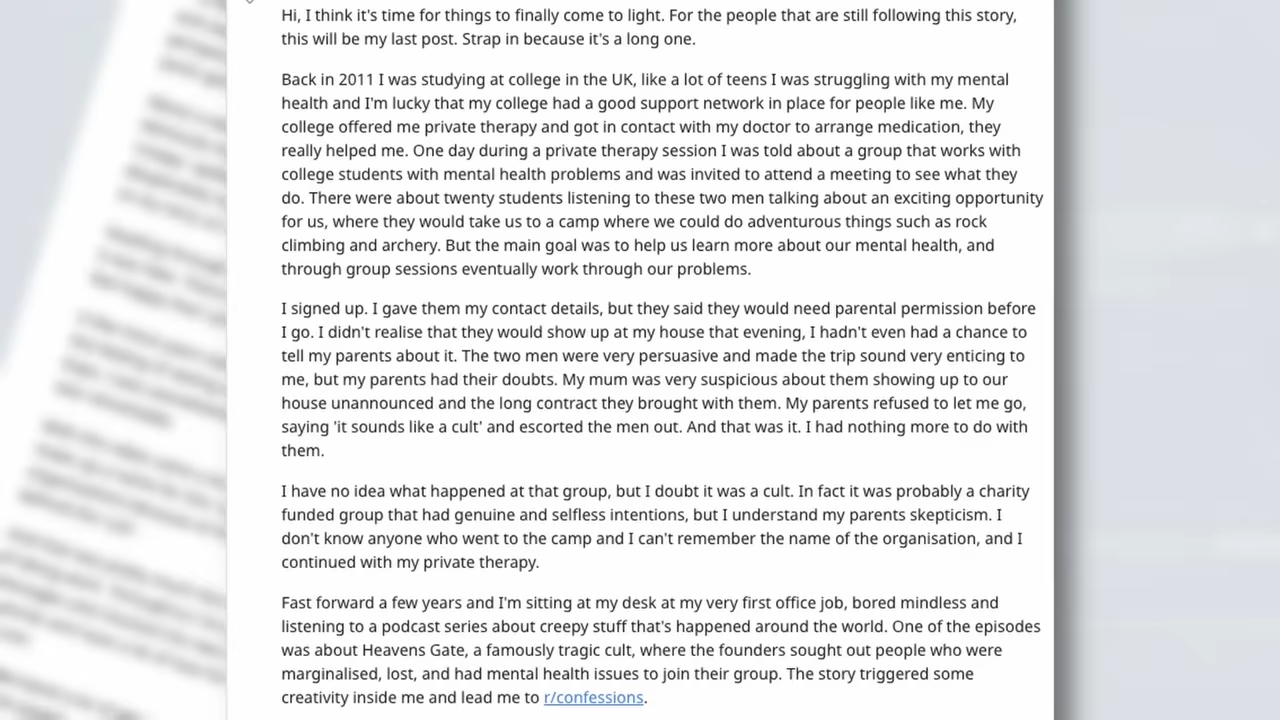 Hi, I think it's time for things to finally come to light. For the people that are still following this story,
this will be my last post. Strap in because it's a long one.
Back in 2011 I was studying at college in the UK, like a lot of teens I was struggling with my mental
health and I'm lucky that my college had a good support network in place for people like me. My
college offered me private therapy and got in contact with my doctor to arrange medication, they
really helped me. One day during a private therapy session I was told about a group that works with
college students with mental health problems and was invited to attend a meeting to see what they
do. There were about twenty students listening to these two men talking about an exciting opportunity
for us, where they would take us to a camp where we could do adventurous things such as rock
climbing and archery. But the main goal was to help us learn more about our mental health, and
through group sessions eventually work through our problems.
I signed up. I gave them my contact details, but they said they would need parental permission before
I go. I didn't realise that they would show up at my house that evening, I hadn't even had a chance to
tell my parents about it. The two men were very persuasive and made the trip sound very enticing to
me, but my parents had their doubts. My mum was very suspicious about them showing up to our
house unannounced and the long contract they brought with them. My parents refused to let me go,
saying 'it sounds like a cult' and escorted the men out. And that was it. I had nothing more to do with
them.
I have no idea what happened at that group, but I doubt it was a cult. In fact it was probably a charity
funded group that had genuine and selfless intentions, but I understand my parents skepticism. I
don't know anyone who went to the camp and I can't remember the name of the organisation, and I
continued with my private therapy.
Fast forward a few years and I'm sitting at my desk at my very first office job, bored mindless and
listening to a podcast series about creepy stuff that's happened around the world. One of the episodes
was about Heavens Gate, a famously tragic cult, where the founders sought out people who were
marginalised, lost, and had mental health issues to join their group. The story triggered some
creativity inside me and lead me to r/confessions.